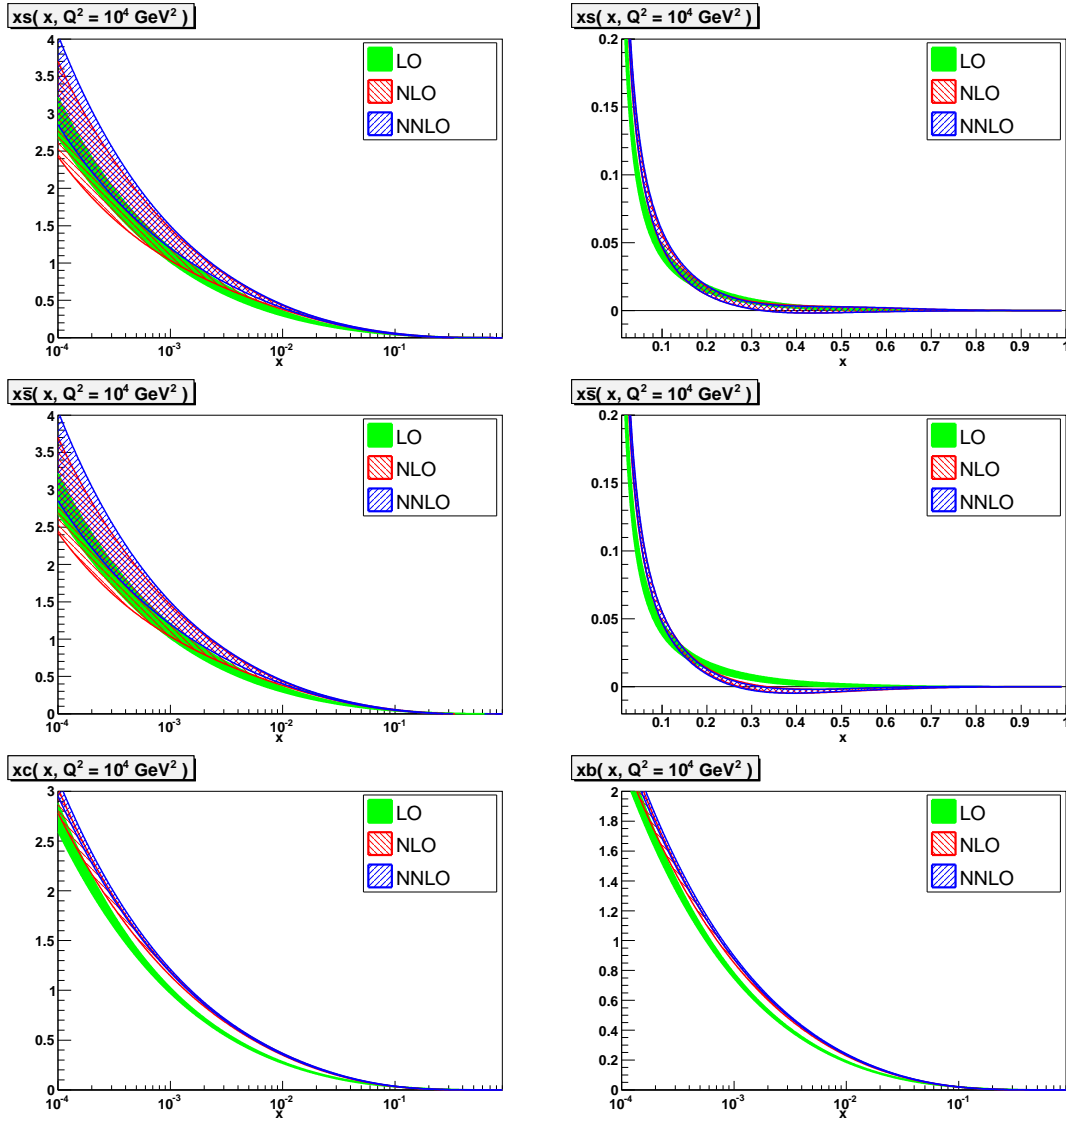 xs( x, Q² = 10⁴ GeV² )
4
3.5
3
2.5
2
1.5
1
0.5
0
LO
NLO
NNLO
10⁻⁴ 10⁻³ 10⁻² 10⁻¹
x
xs( x, Q² = 10⁴ GeV² )
0.2
0.15
0.1
0.05
0
LO
NLO
NNLO
0.1 0.2 0.3 0.4 0.5 0.6 0.7 0.8 0.9 1
x
xs̅( x, Q² = 10⁴ GeV² )
4
3.5
3
2.5
2
1.5
1
0.5
0
LO
NLO
NNLO
10⁻⁴ 10⁻³ 10⁻² 10⁻¹
x
xs̅( x, Q² = 10⁴ GeV² )
0.2
0.15
0.1
0.05
0
LO
NLO
NNLO
0.1 0.2 0.3 0.4 0.5 0.6 0.7 0.8 0.9 1
x
xc( x, Q² = 10⁴ GeV² )
3
2.5
2
1.5
1
0.5
0
LO
NLO
NNLO
10⁻⁴ 10⁻³ 10⁻² 10⁻¹
x
xb( x, Q² = 10⁴ GeV² )
2
1.8
1.6
1.4
1.2
1
0.8
0.6
0.4
0.2
0
LO
NLO
NNLO
10⁻⁴ 10⁻³ 10⁻² 10⁻¹
x